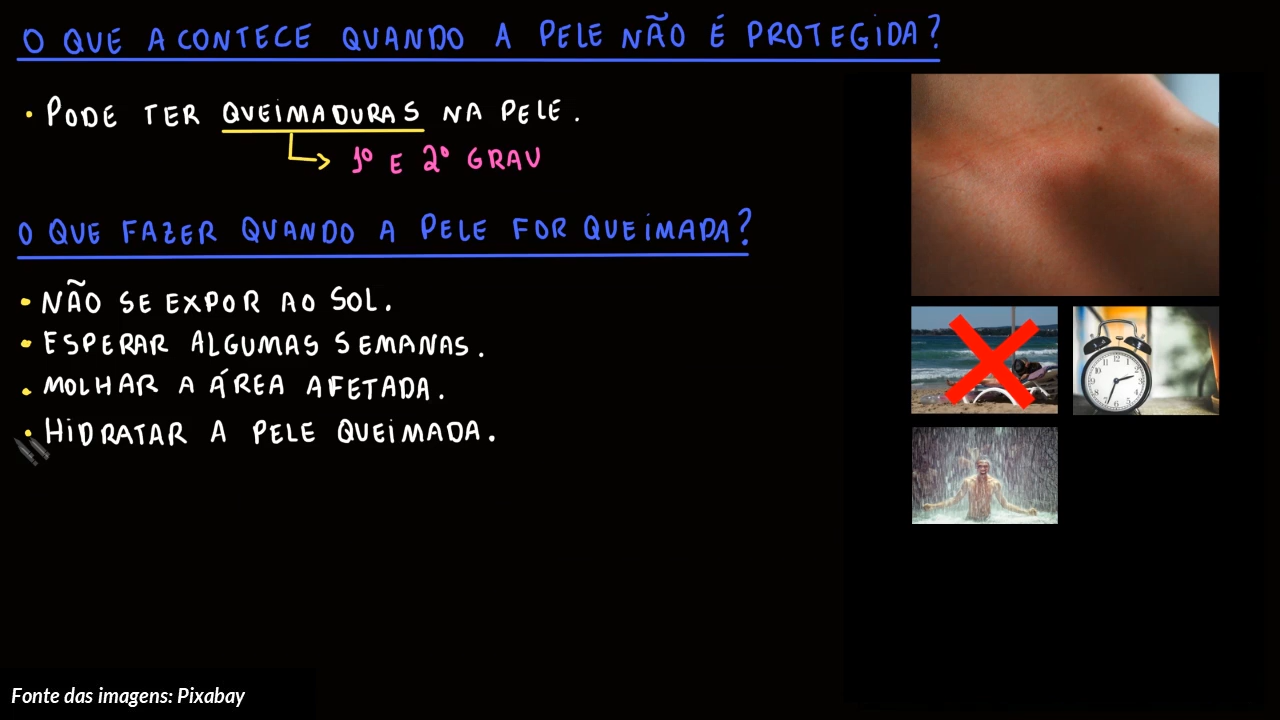 O QUE ACONTECE QUANDO A PELE NÃO É PROTEGIDA?
• PODE TER QUEIMADURAS NA PELE.
1º E 2º GRAU
O QUE FAZER QUANDO A PELE FOR QUEIMADA?
• NÃO SE EXPOR AO SOL.
• ESPERAR ALGUMAS SEMANAS.
• MOLHAR A ÁREA AFETADA.
• HIDRATAR A PELE QUEIMADA.
Fonte das imagens: Pixabay